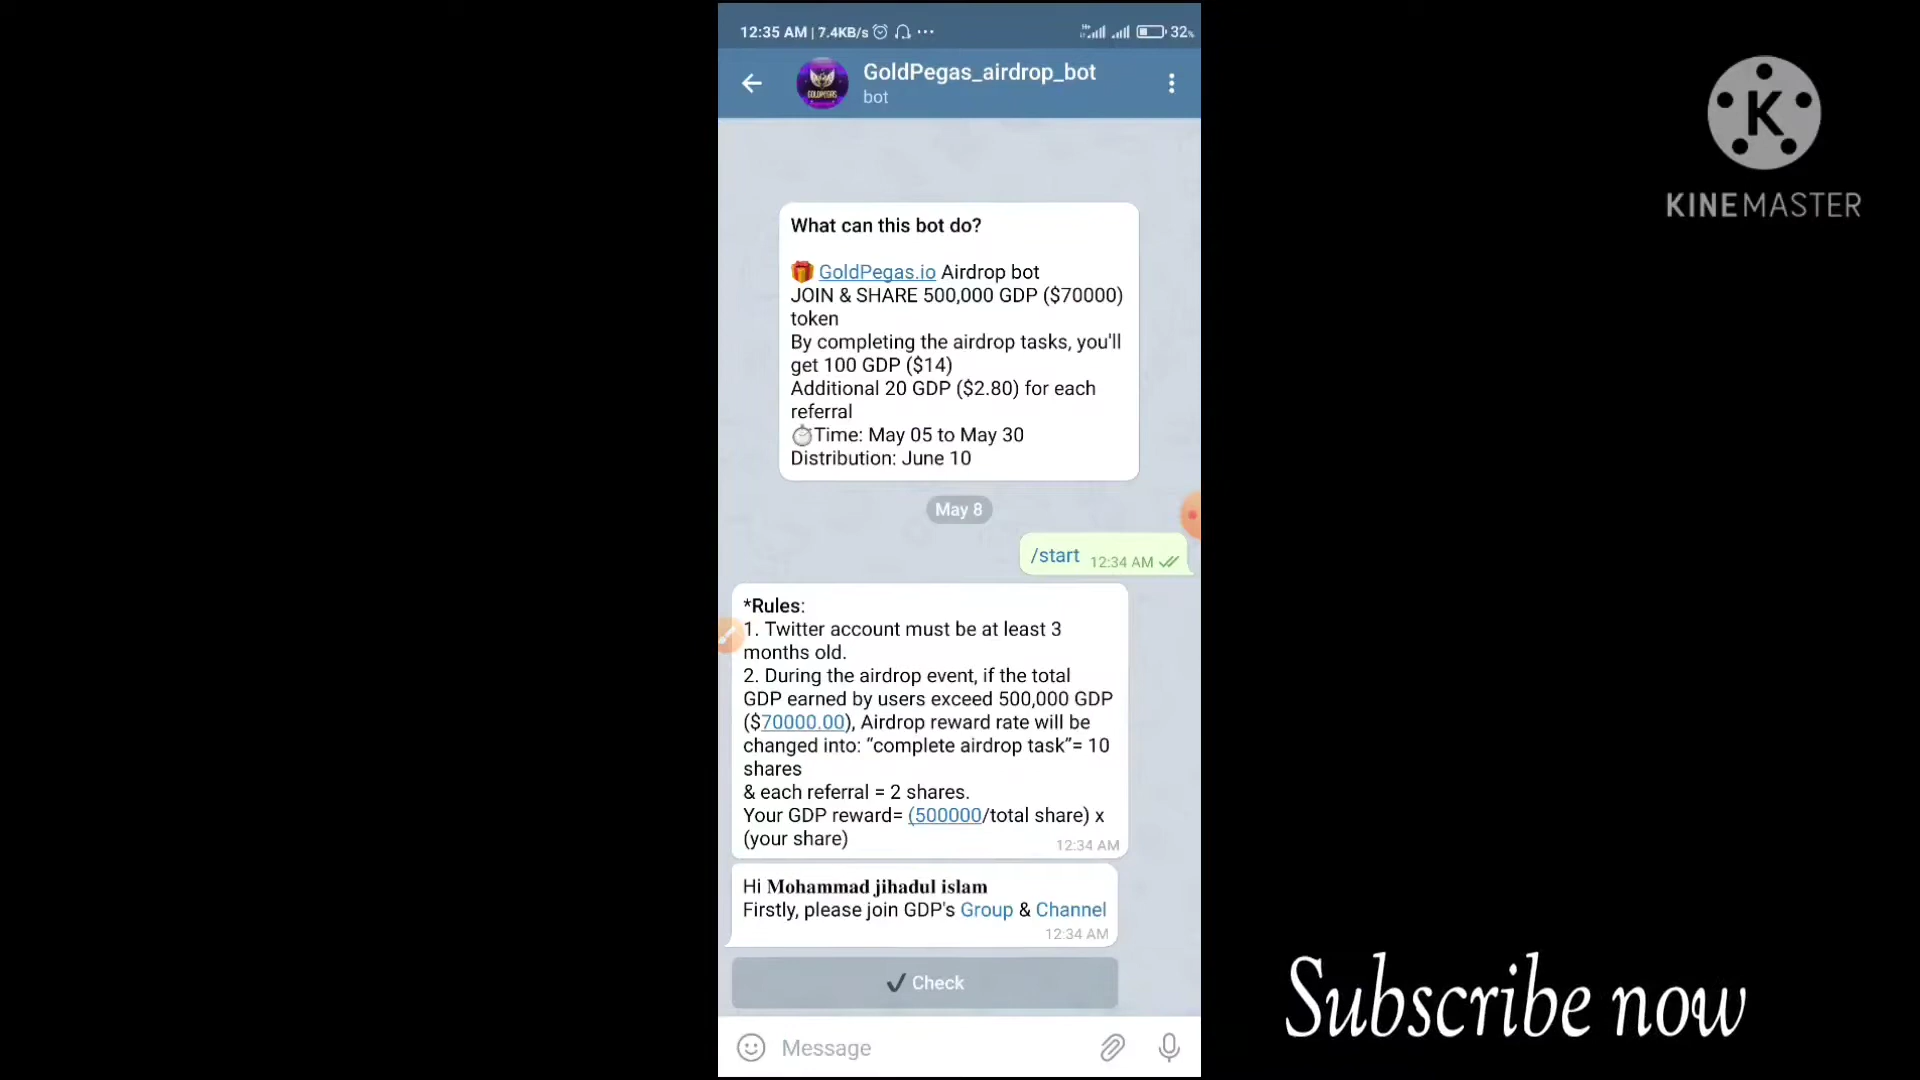 12:35 AM | 7.4KB/s
32%
GoldPegas_airdrop_bot
bot
GOLDPEGAS
K
KINEMASTER
What can this bot do?
🎁 GoldPegas.io Airdrop bot
JOIN & SHARE 500,000 GDP ($70000)
token
By completing the airdrop tasks, you'll
get 100 GDP ($14)
Additional 20 GDP ($2.80) for each
referral
⏱Time: May 05 to May 30
Distribution: June 10
May 8
/start 12:34 AM
*Rules:
1. Twitter account must be at least 3
months old.
2. During the airdrop event, if the total
GDP earned by users exceed 500,000 GDP
($70000.00), Airdrop reward rate will be
changed into: “complete airdrop task”= 10
shares
& each referral = 2 shares.
Your GDP reward= (500000/total share) x
(your share)
12:34 AM
Hi Mohammad jihadul islam
Firstly, please join GDP's Group & Channel
12:34 AM
✔ Check
Message
Subscribe now